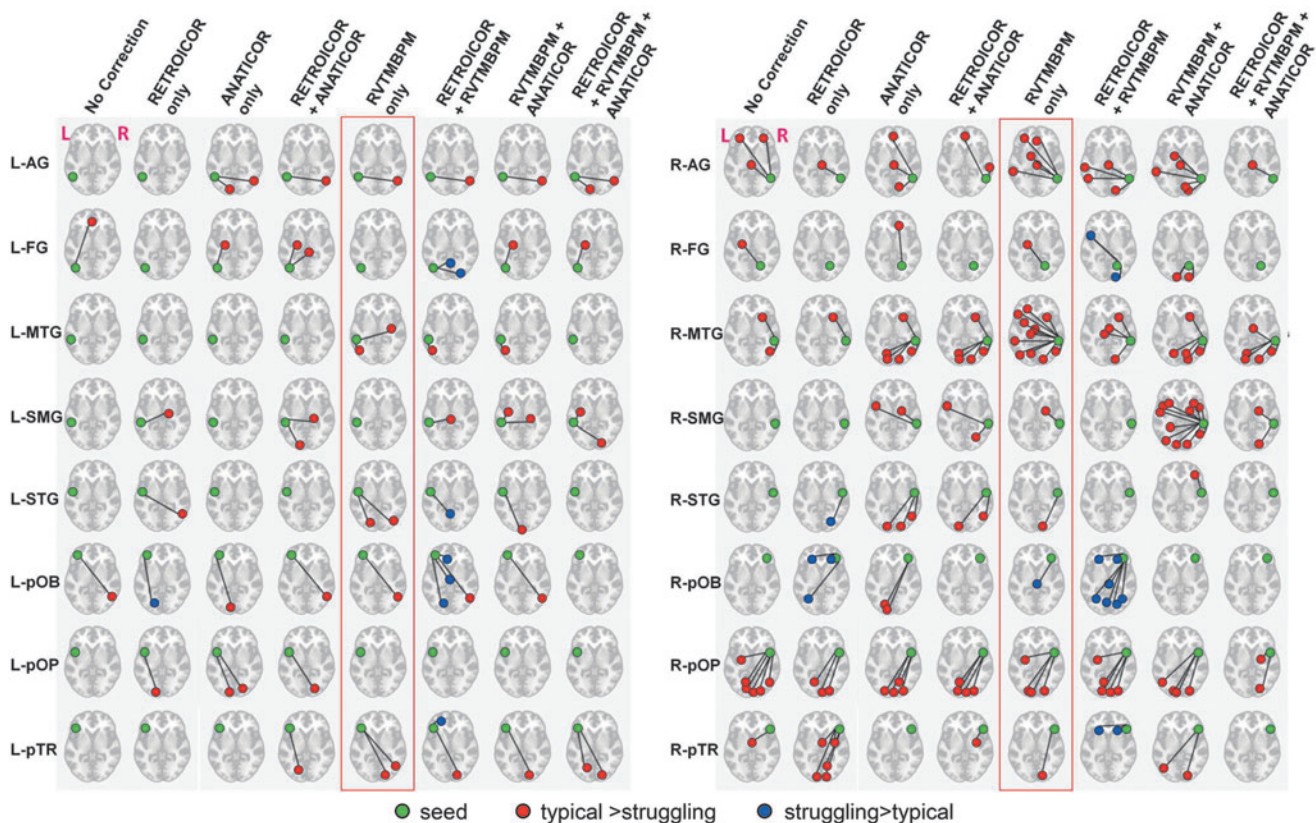 No Correction
RETROICOR
only
ANATICOR
only
RETROICOR
+ ANATICOR
RVTMBPM
only
RETROICOR
+ RVTMBPM
RVTMBPM +
ANATICOR
RETROICOR
+ RVTMBPM +
ANATICOR
No Correction
RETROICOR
only
ANATICOR
only
RETROICOR
+ ANATICOR
RVTMBPM
only
RETROICOR
+ RVTMBPM
RVTMBPM +
ANATICOR
RETROICOR
+ RVTMBPM +
ANATICOR
L R
L R
L-AG
R-AG
L-FG
R-FG
L-MTG
R-MTG
L-SMG
R-SMG
L-STG
R-STG
L-pOB
R-pOB
L-pOP
R-pOP
L-pTR
R-pTR
seed typical >struggling struggling>typical